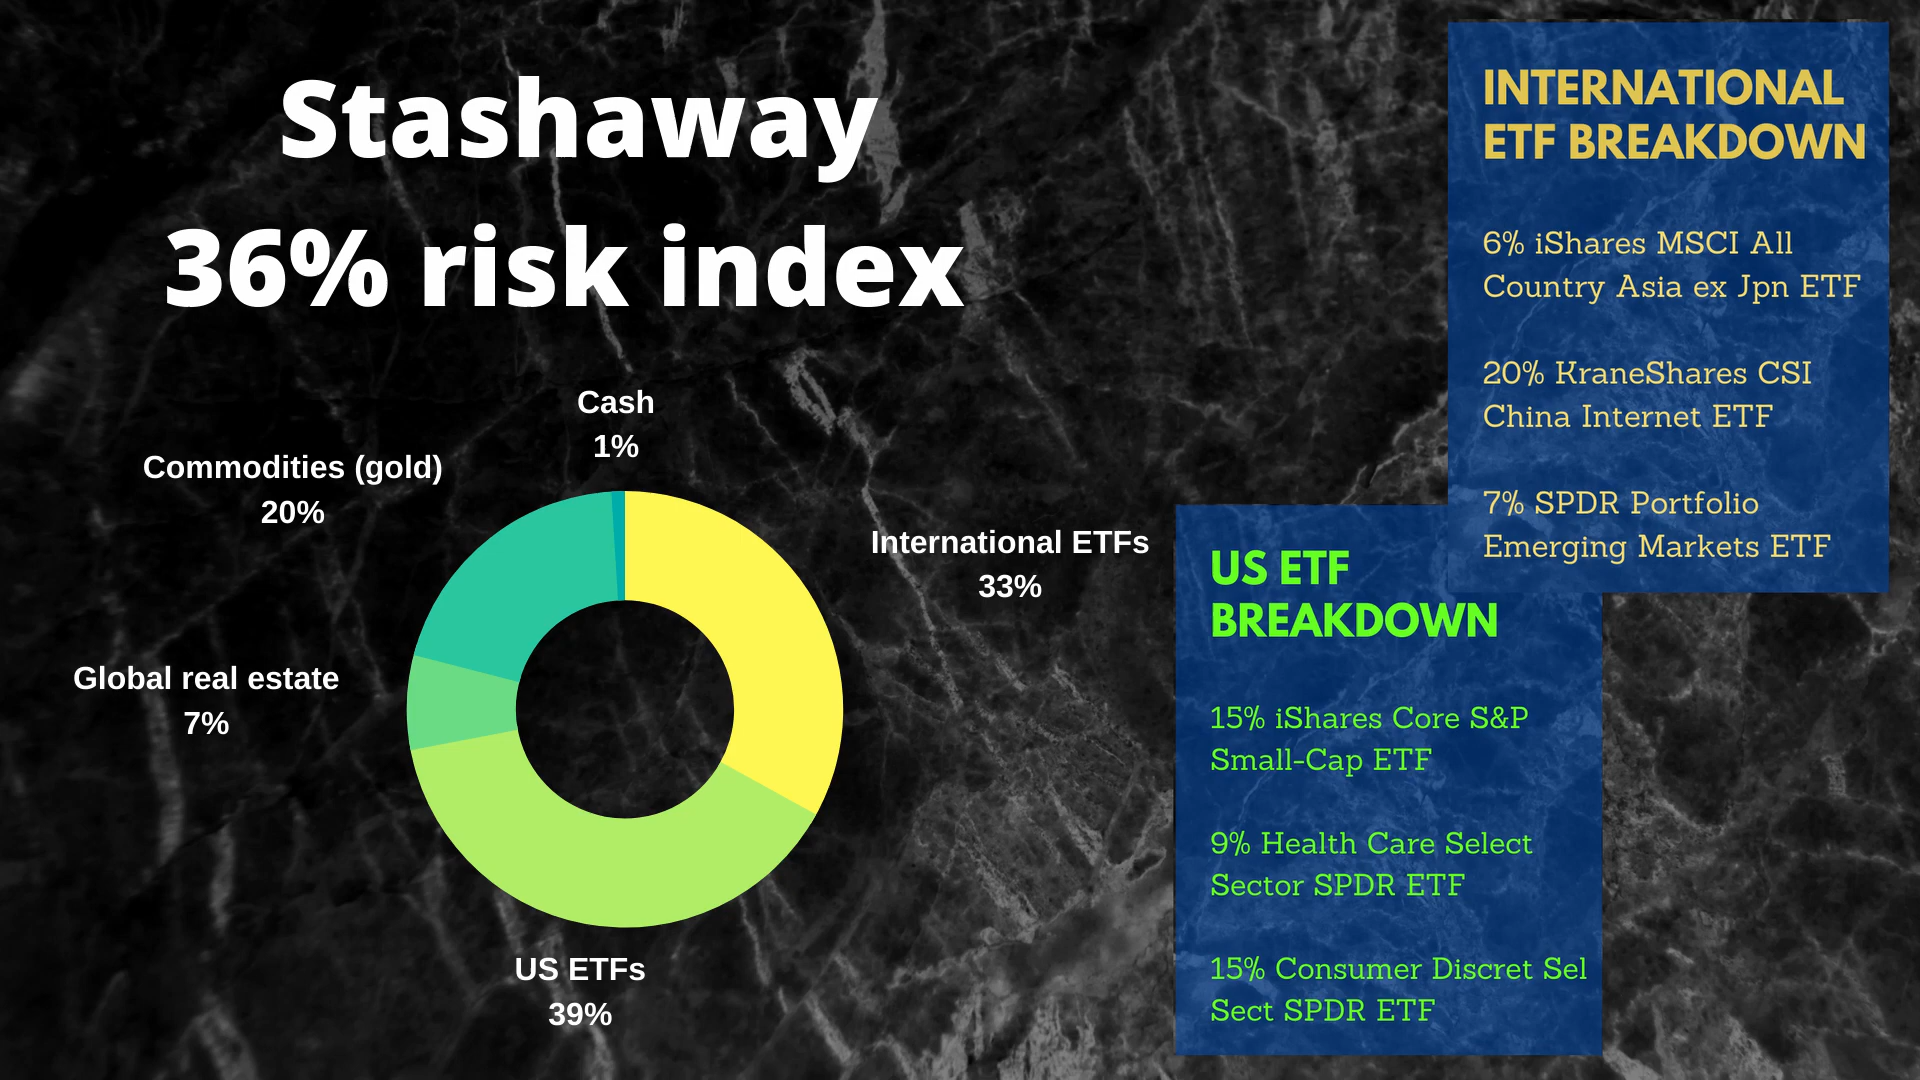 Stashaway
36% risk index
Cash
1%
Commodities (gold)
20%
International ETFs
33%
Global real estate
7%
US ETFs
39%
INTERNATIONAL
ETF BREAKDOWN
6% iShares MSCI All
Country Asia ex Jpn ETF
20% KraneShares CSI
China Internet ETF
7% SPDR Portfolio
Emerging Markets ETF
US ETF
BREAKDOWN
15% iShares Core S&P
Small-Cap ETF
9% Health Care Select
Sector SPDR ETF
15% Consumer Discret Sel
Sect SPDR ETF